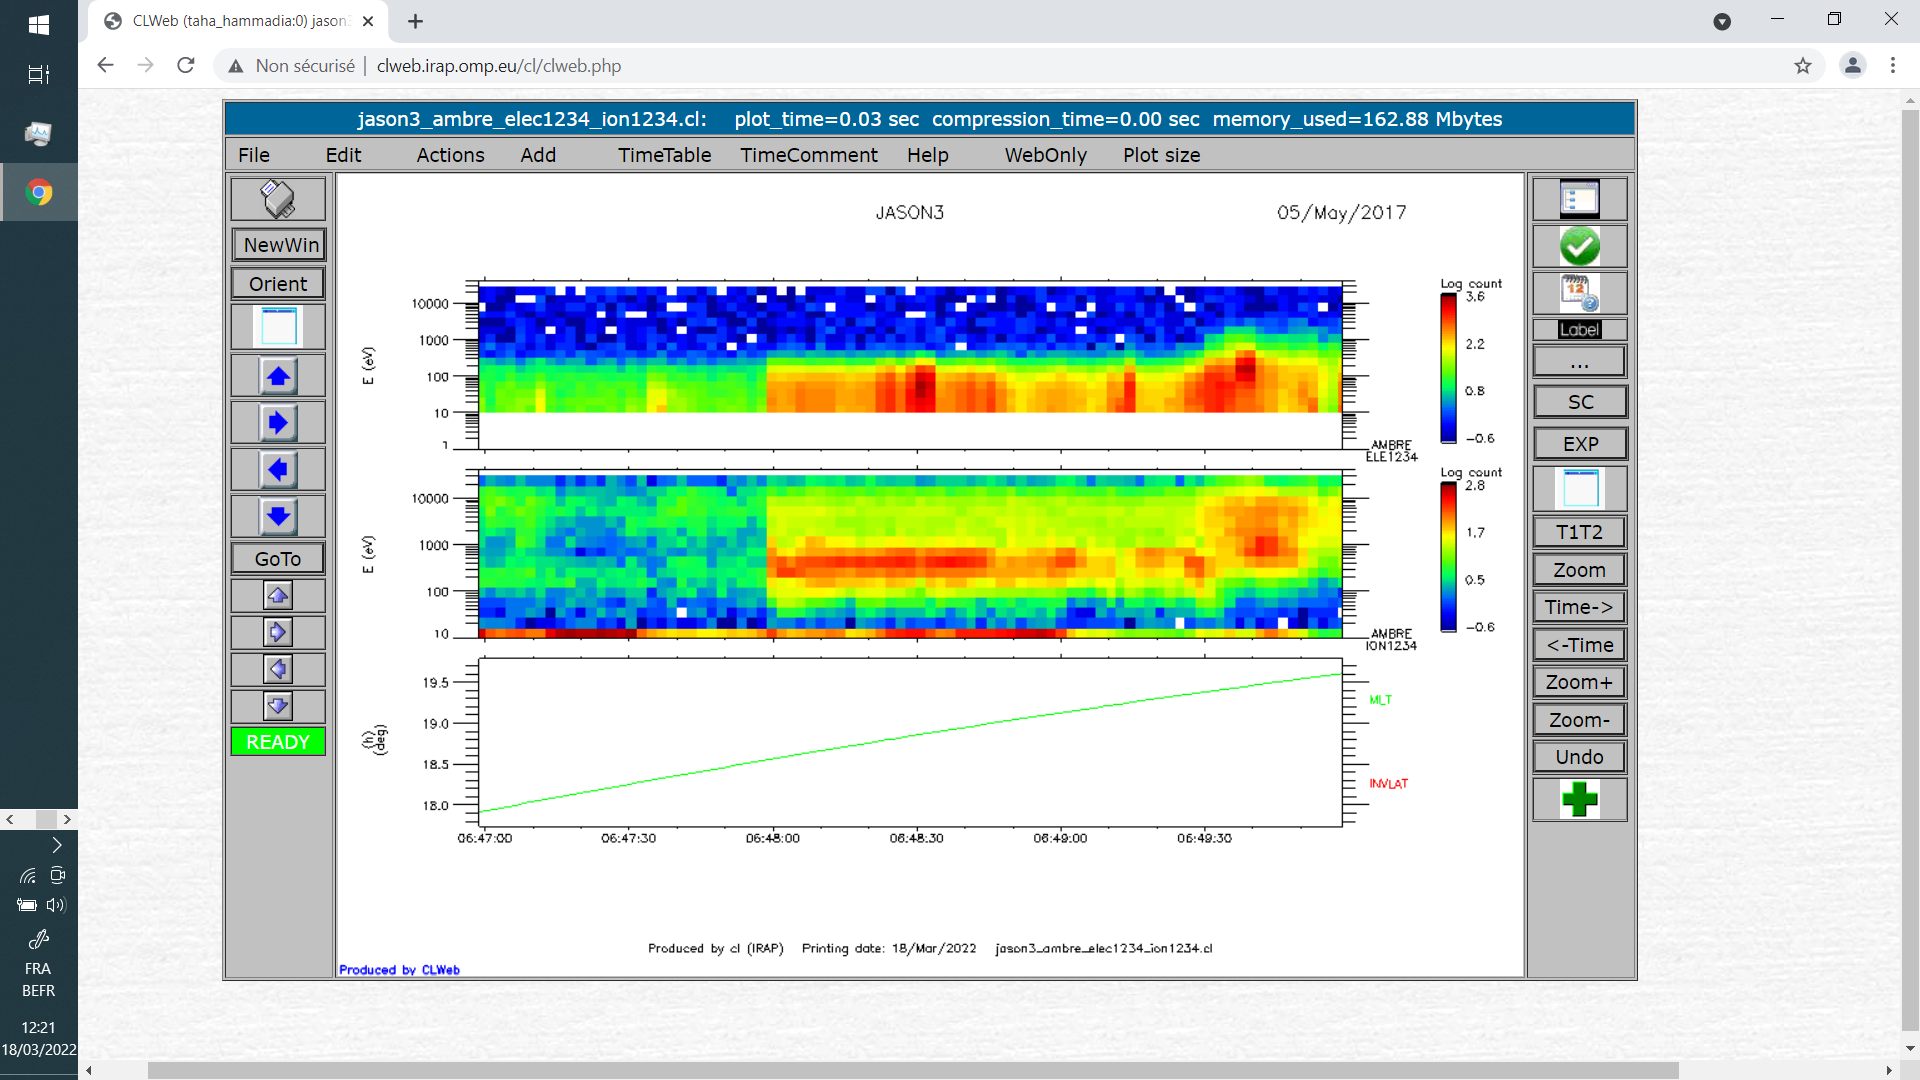 CLWeb (taha_hammadia:0) jason3
Non sécurisé | clweb.irap.omp.eu/cl/clweb.php
jason3_ambre_elec1234_ion1234.cl: plot_time=0.03 sec compression_time=0.00 sec memory_used=162.88 Mbytes
File Edit Actions Add TimeTable TimeComment Help WebOnly Plot size
NewWin
Orient
GoTo
READY
JASON3 05/May/2017
E (eV)
10000
1000
100
10
1
Log count
3.6
2.2
0.8
-0.6
AMBRE
ELE1234
E (eV)
10000
1000
100
10
Log count
2.8
1.7
0.5
-0.6
AMBRE
ION1234
(h)
(deg)
19.5
19.0
18.5
18.0
MLT
INVLAT
06:47:00 06:47:30 06:48:00 06:48:30 06:49:00 06:49:30
Produced by cl (IRAP) Printing date: 18/Mar/2022 jason3_ambre_elec1234_ion1234.cl
Produced by CLWeb
12
Label
...
SC
EXP
T1T2
Zoom
Time->
<-Time
Zoom+
Zoom-
Undo
FRA
BEFR
12:21
18/03/2022